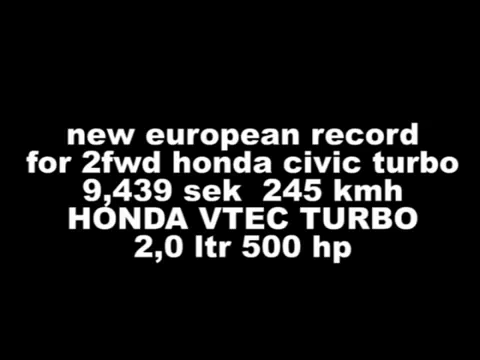 new european record
for 2fwd honda civic turbo
9,439 sek 245 kmh
HONDA VTEC TURBO
2,0 ltr 500 hp